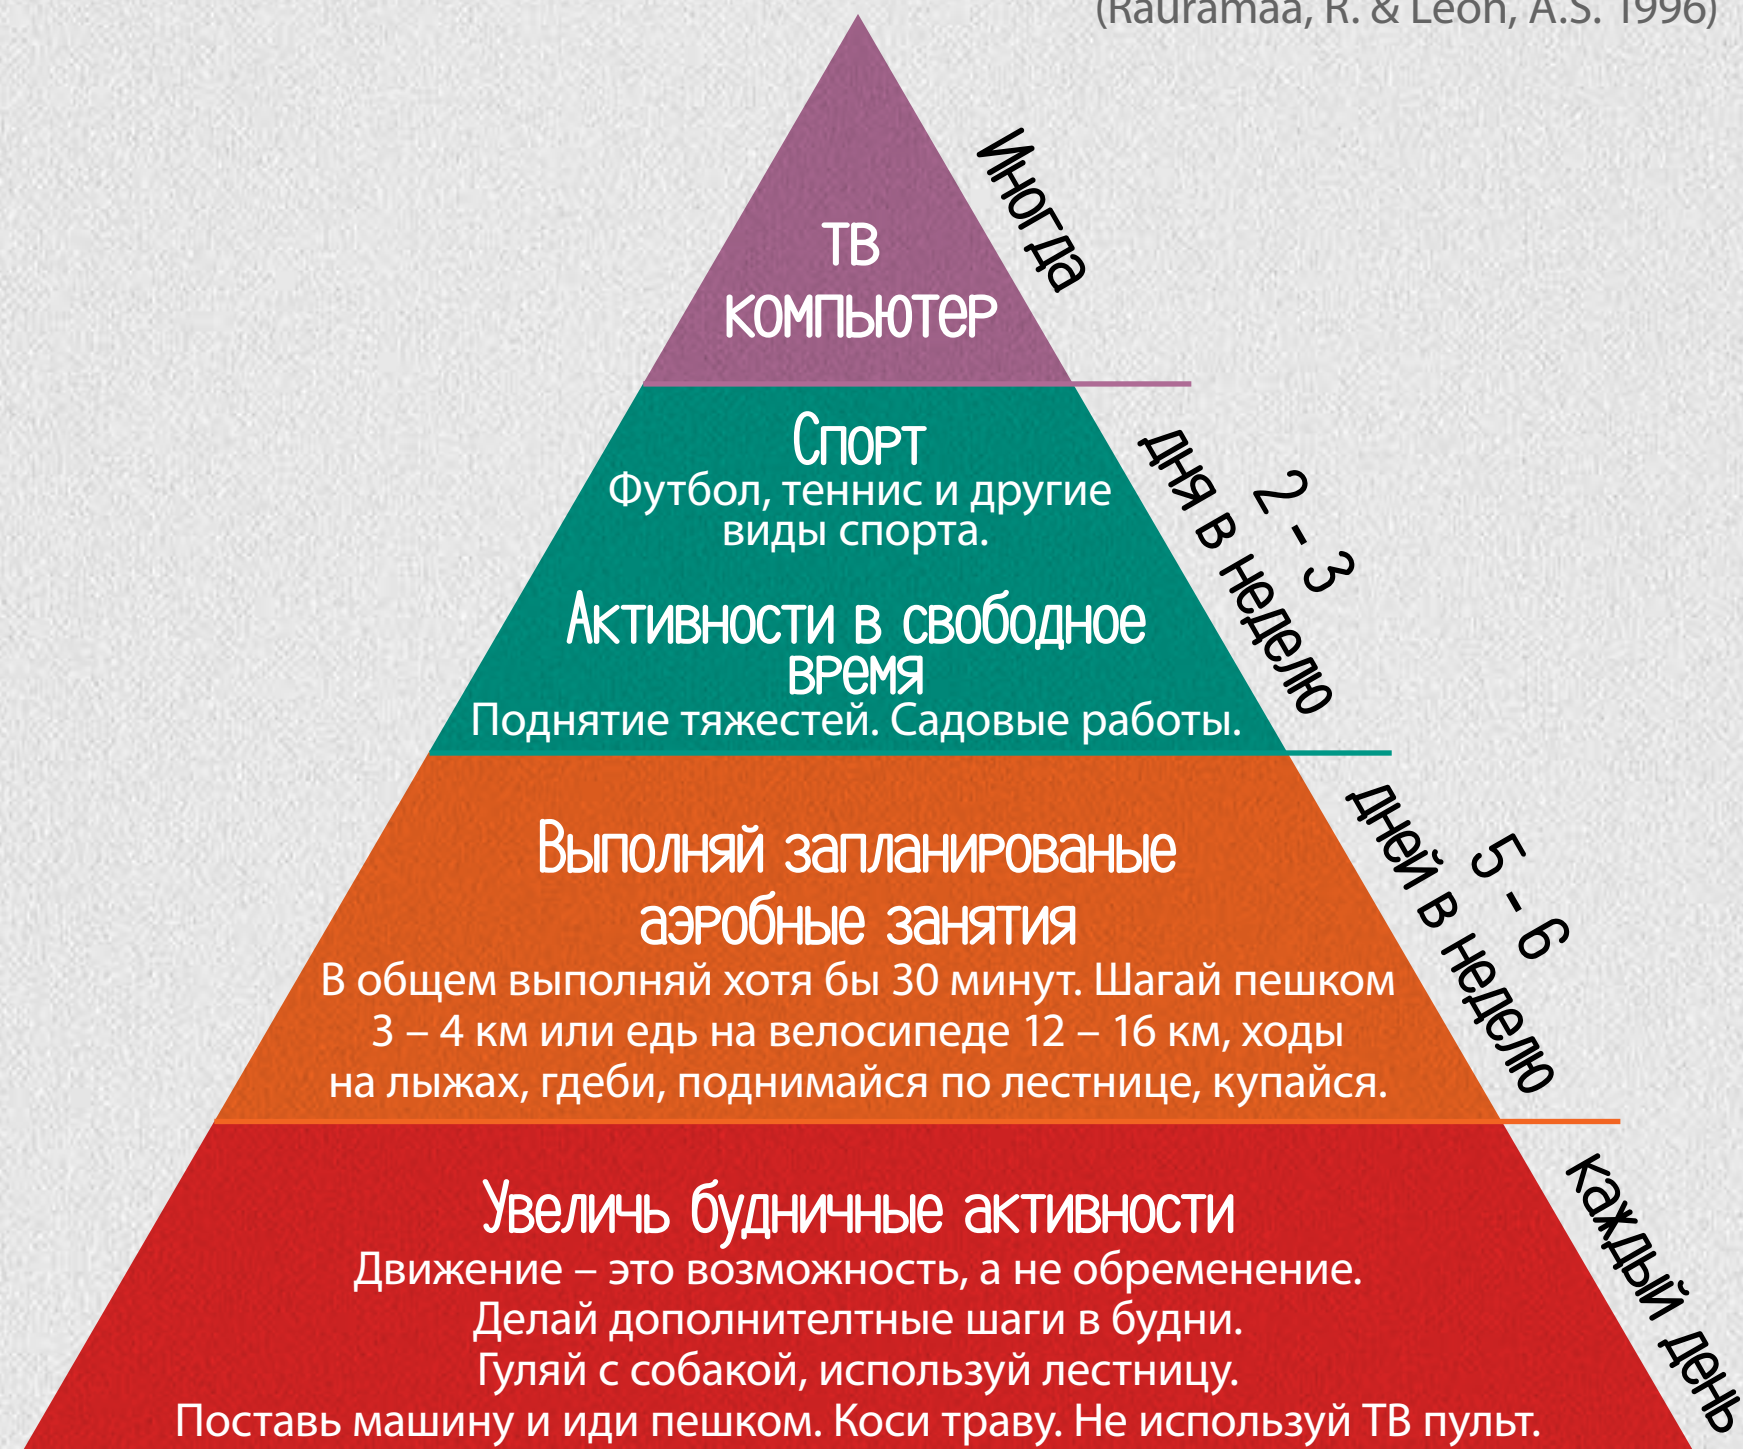 (Rauramaa, R. & Leon, A.S. 1996)
Иногда
ТВ
компьютер
Спорт
Футбол, теннис и другие
виды спорта.
Активности в свободное
время
Поднятие тяжестей. Садовые работы.
2 - 3
дня в неделю
Выполняй запланированые
аэробные занятия
В общем выполняй хотя бы 30 минут. Шагай пешком
3 – 4 км или едь на велосипеде 12 – 16 км, ходы
на лыжах, гдеби, поднимайся по лестнице, купайся.
5 - 6
дней в неделю
Увеличь будничные активности
Движение – это возможность, а не обременение.
Делай дополнителтные шаги в будни.
Гуляй с собакой, используй лестницу.
Поставь машину и иди пешком. Коси траву. Не используй ТВ пульт.
каждый день